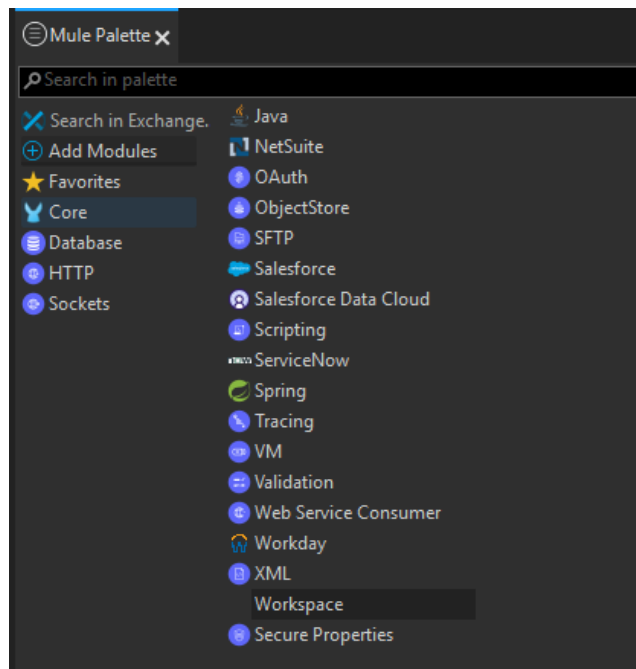 Mule Palette
Search in palette
Search in Exchange.
Add Modules
Favorites
Core
Database
HTTP
Sockets
Java
NetSuite
OAuth
ObjectStore
SFTP
Salesforce
Salesforce Data Cloud
Scripting
ServiceNow
Spring
Tracing
VM
Validation
Web Service Consumer
Workday
XML
Workspace
Secure Properties